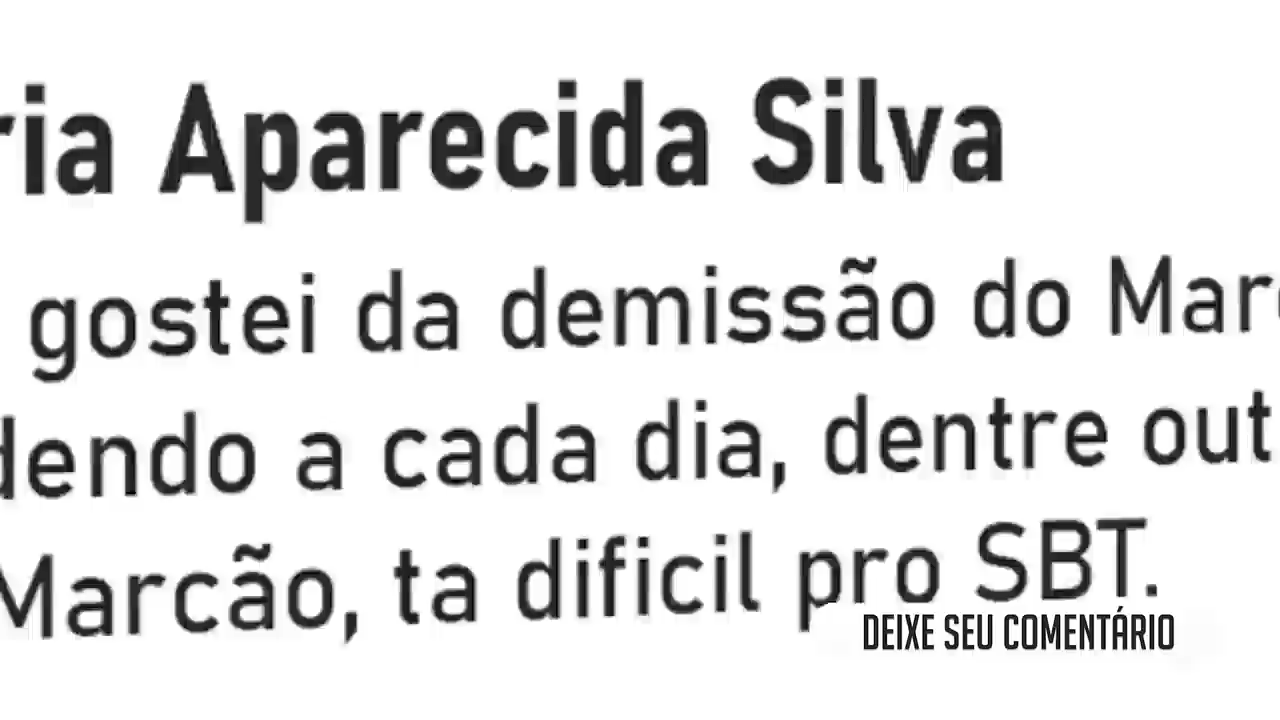 ria Aparecida Silva
gostei da demissão do Marc
dendo a cada dia, dentre out
Marcão, ta dificil pro SBT.
DEIXE SEU COMENTÁRIO